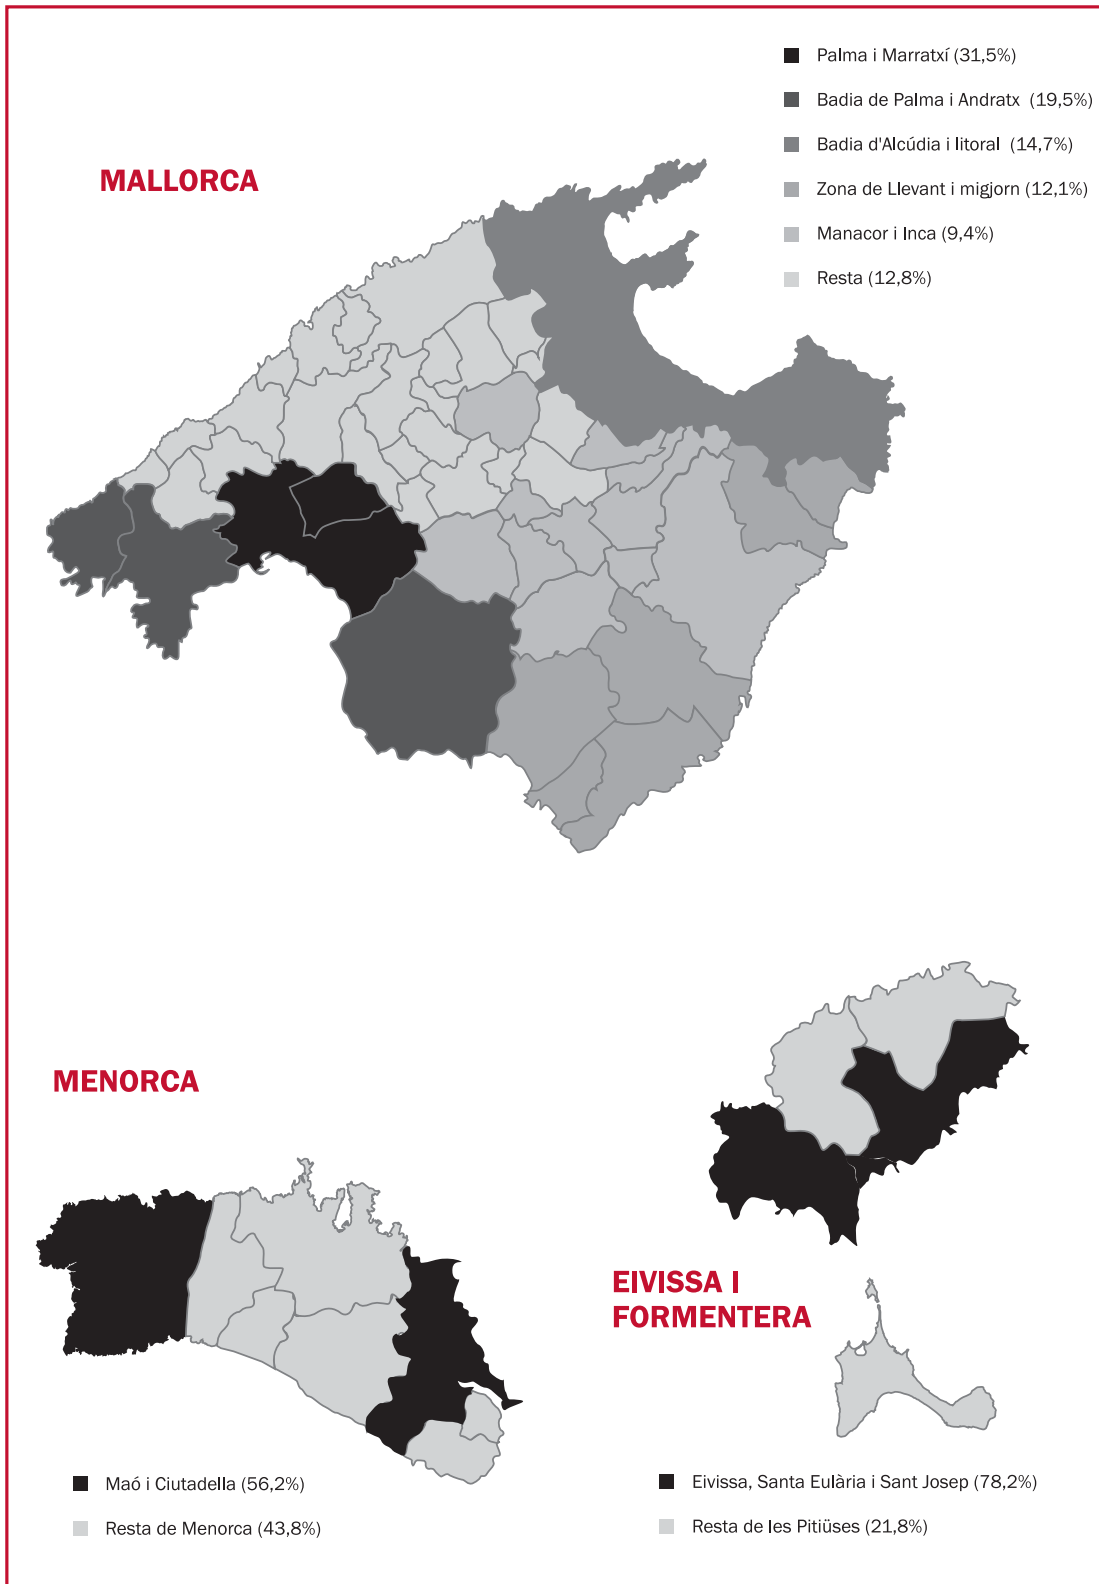 Palma i Marratxí (31,5%)
Badia de Palma i Andratx (19,5%)
Badia d'Alcúdia i litoral (14,7%)
MALLORCA
Zona de Llevant i migjorn (12,1%)
Manacor i Inca (9,4%)
Resta (12,8%)
MENORCA
EIVISSA I
FORMENTERA
Maó i Ciutadella (56,2%)
Resta de Menorca (43,8%)
Eivissa, Santa Eulària i Sant Josep (78,2%)
Resta de les Pitiüses (21,8%)